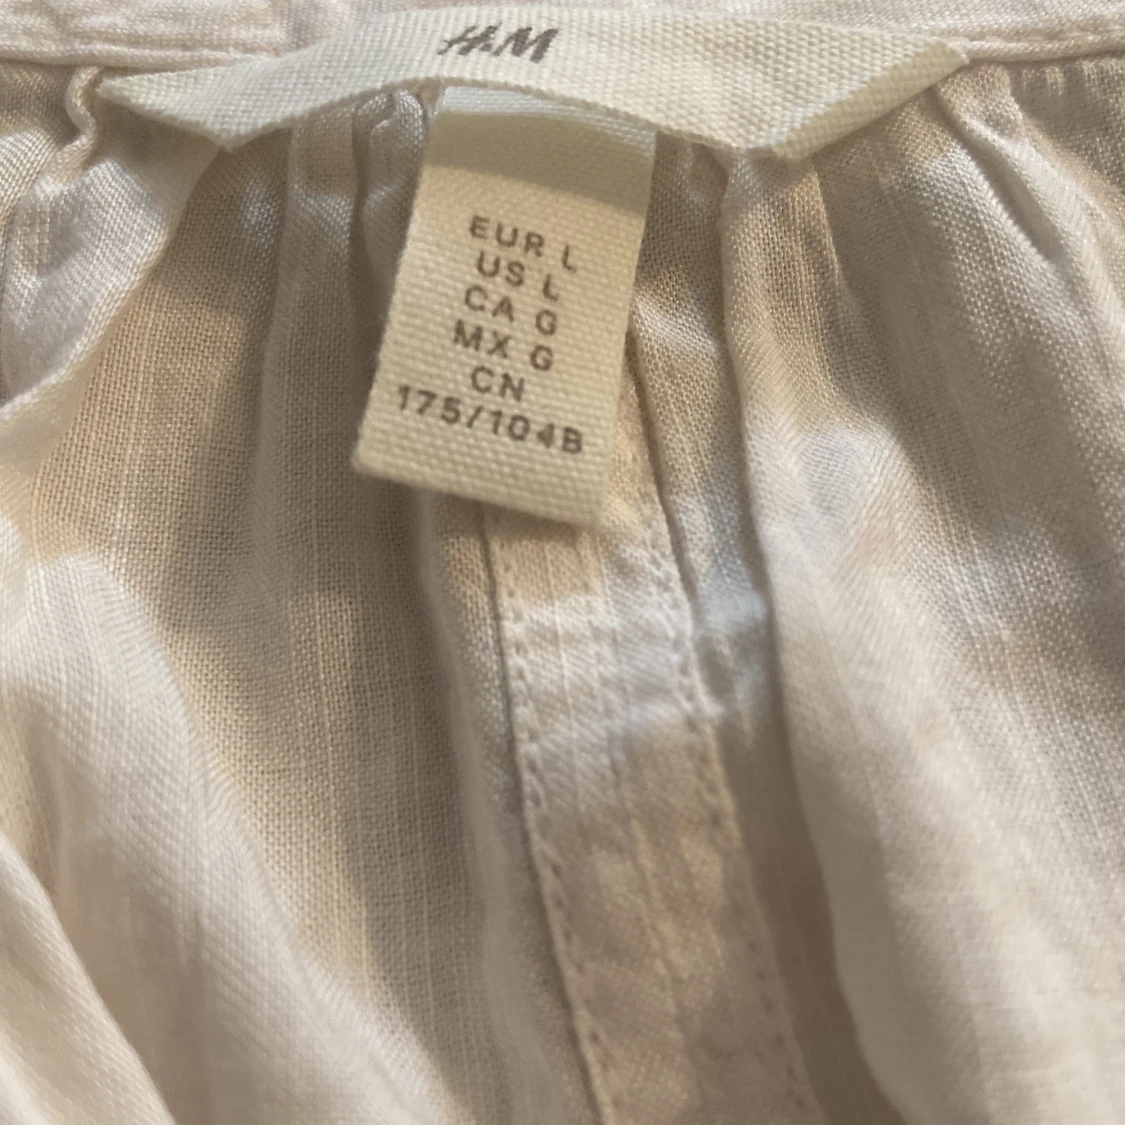 H&M
EUR L
US L
CA G
MX G
CN
175/104B